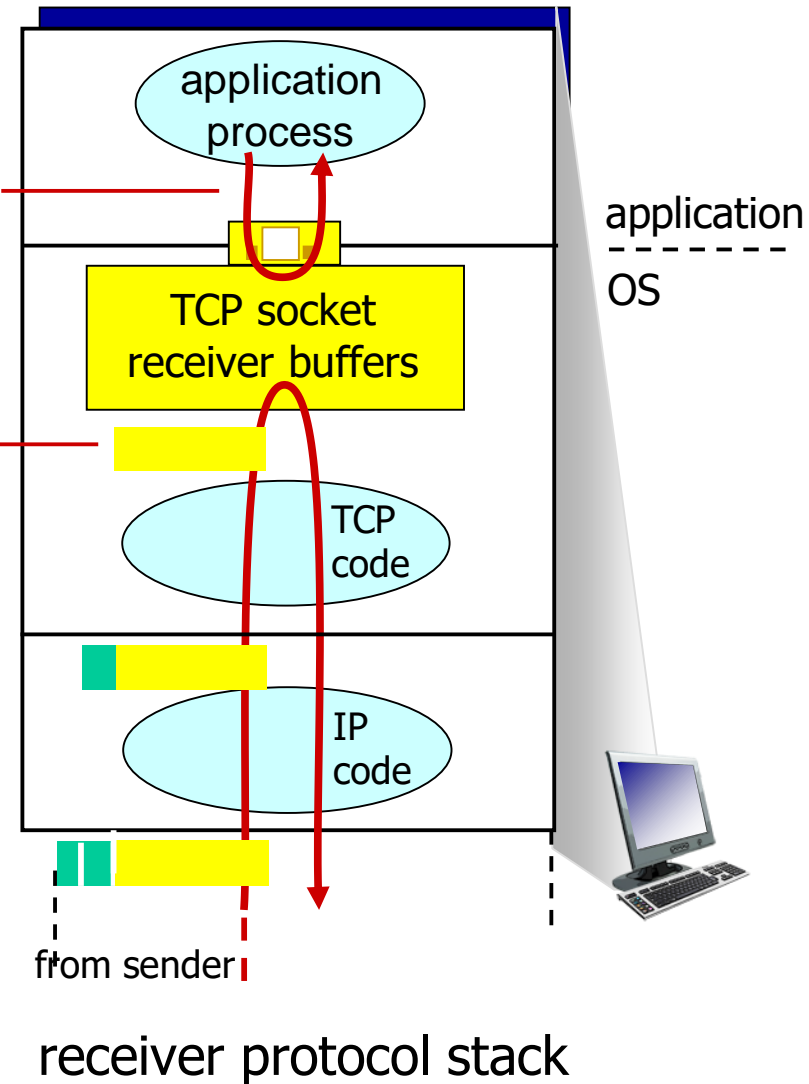 application
process
application
OS
TCP socket
receiver buffers
TCP
code
IP
code
from sender
receiver protocol stack